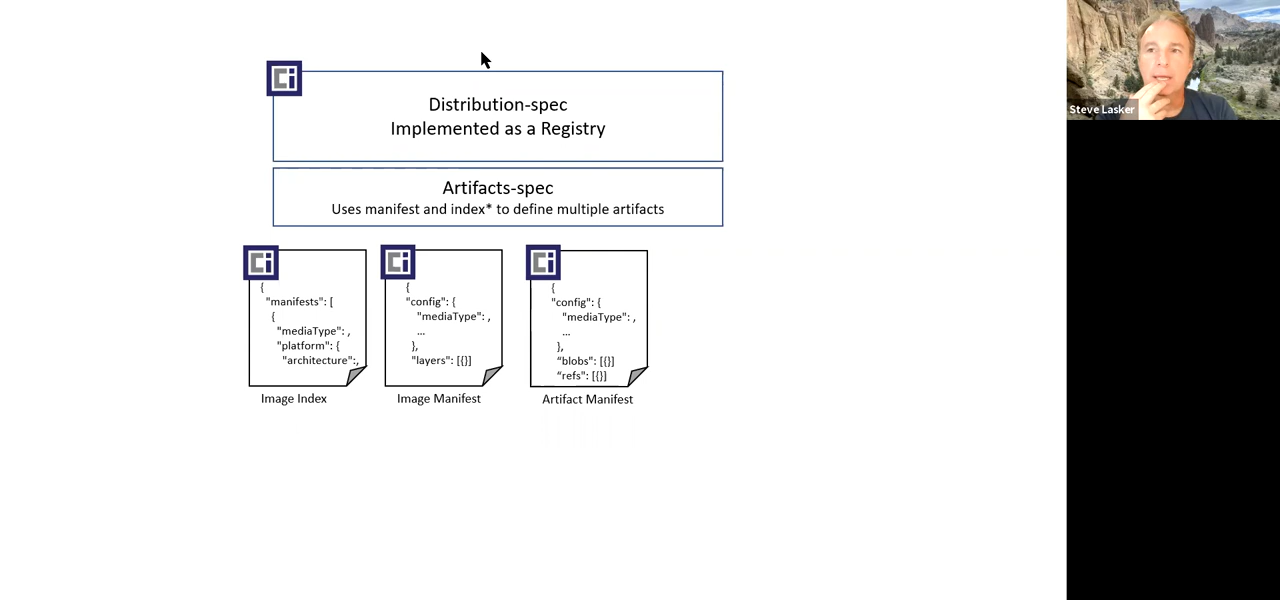 Distribution-spec
Implemented as a Registry
Artifacts-spec
Uses manifest and index* to define multiple artifacts
{
"manifests": [
{
"mediaType": ,
"platform": {
"architecture":,
Image Index
{
"config": {
"mediaType": ,
...
},
"layers": [{}]
Image Manifest
{
"config": {
"mediaType": ,
...
},
"blobs": [{}]
"refs": [{}]
Artifact Manifest
Steve Lasker